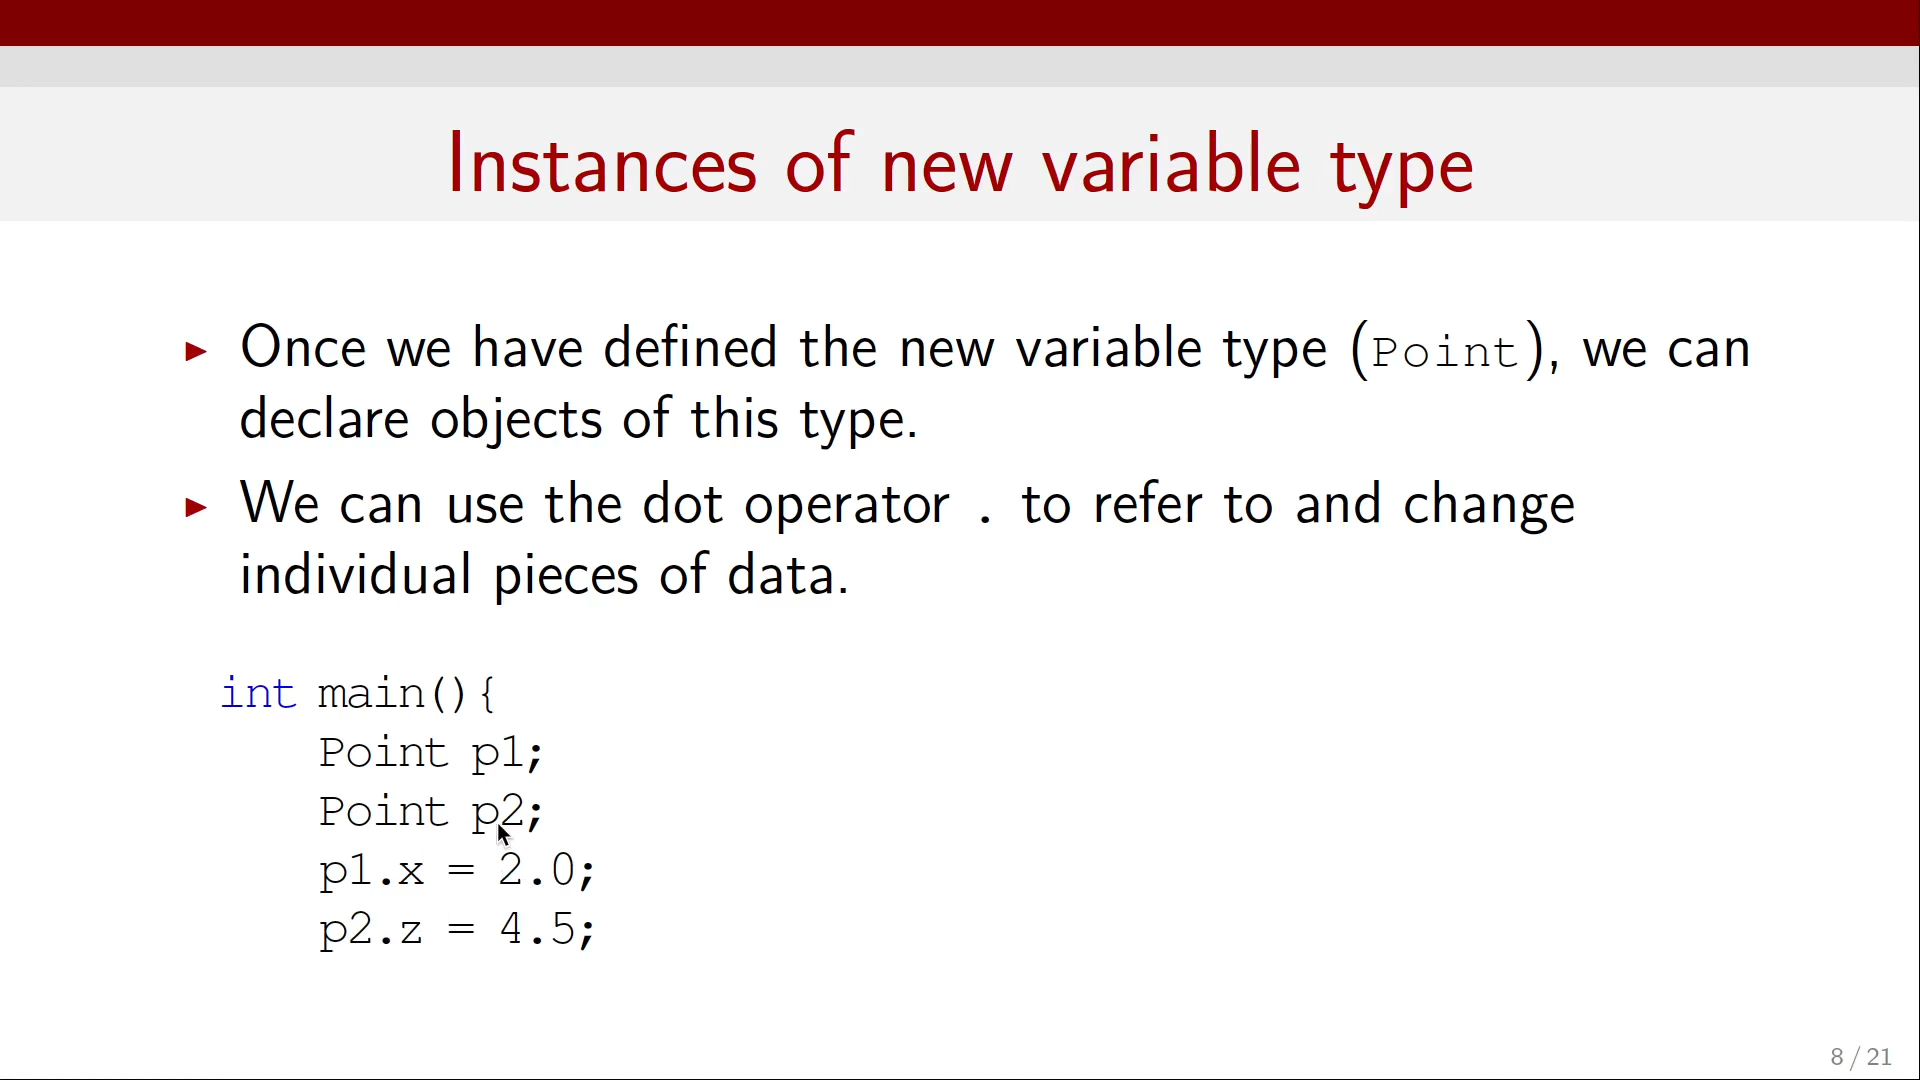 Instances of new variable type
Once we have defined the new variable type (Point), we can
declare objects of this type.
We can use the dot operator . to refer to and change
individual pieces of data.
int main(){
Point p1;
Point p2;
p1.x = 2.0;
p2.z = 4.5;
8 / 21